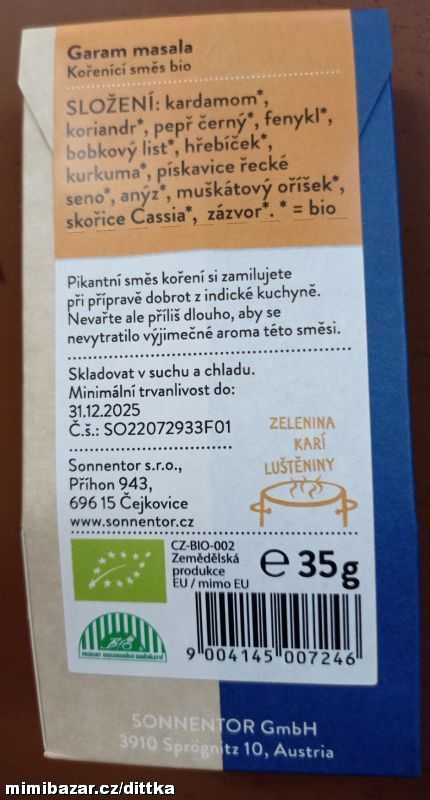 Garam masala
Kořenící směs bio
SLOŽENÍ: kardamom*,
koriandr*, pepř černý*, fenykl*,
bobkový list*, hřebíček*,
kurkuma*, pískavice řecké
seno*, anýz*, muškátový oříšek*,
skořice Cassia*, zázvor*. * = bio
Pikantní směs koření si zamilujete
při přípravě dobrot z indické kuchyně.
Nevařte ale příliš dlouho, aby se
nevytratilo výjimečné aroma této směsi.
Skladovat v suchu a chladu.
Minimální trvanlivost do:
31.12.2025
Č.š.: SO22072933F01
ZELENINA
KARÍ
LUŠTĚNINY
Sonnentor s.r.o.,
Příhon 943,
696 15 Čejkovice
www.sonnentor.cz
CZ-BIO-002
Zemědělská
produkce
EU / mimo EU
℮ 35g
BIO
PRODUKT EKOLOGICKÉHO ZEMĚDĚLSTVÍ
9 004145 007246
SONNENTOR GmbH
3910 Sprögnitz 10, Austria
mimibazar.cz/dittka